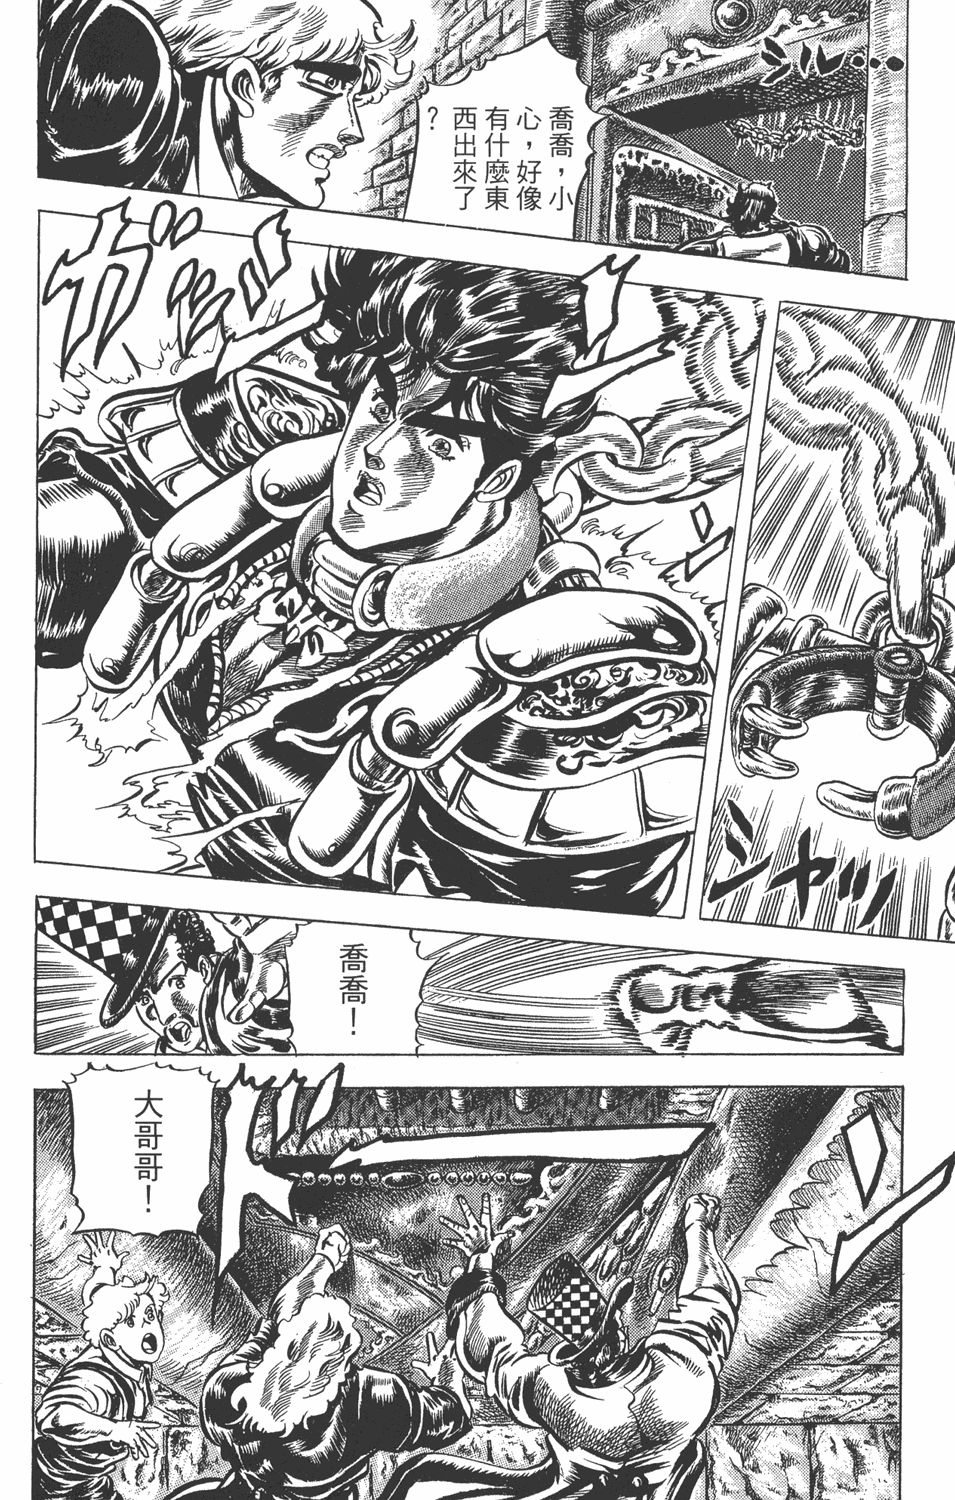 シルル…
喬喬，小
心，好像
有什麼東
西出來了
？
シャッ
ガシッ
喬喬！
大哥哥！